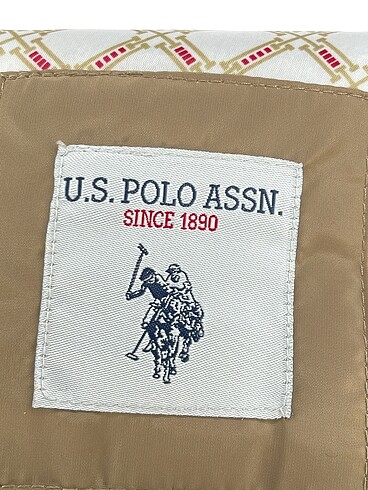 U.S. POLO ASSN.
SINCE 1890